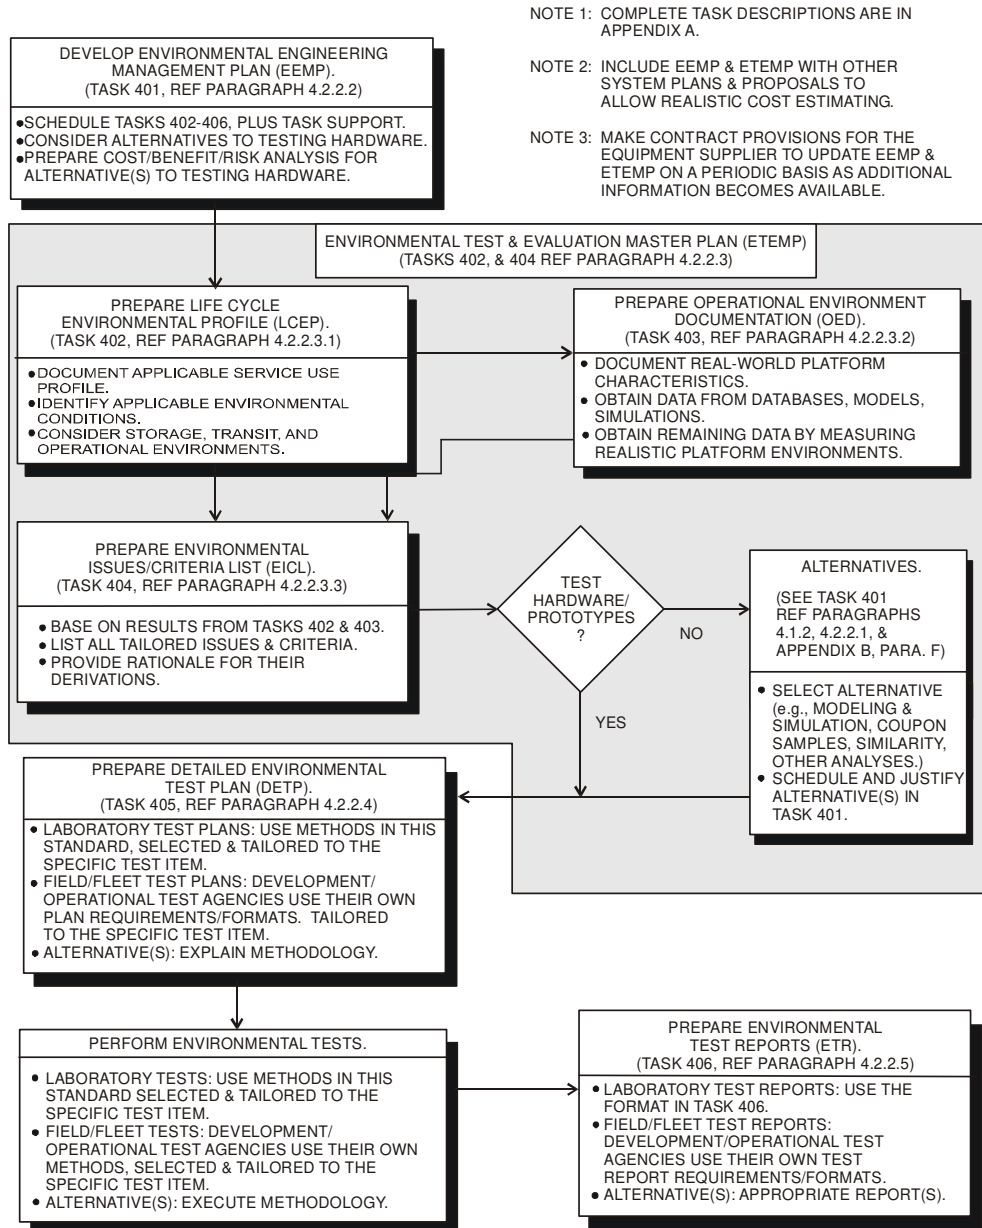 NOTE 1: COMPLETE TASK DESCRIPTIONS ARE IN
APPENDIX A.
NOTE 2: INCLUDE EEMP & ETEMP WITH OTHER
SYSTEM PLANS & PROPOSALS TO
ALLOW REALISTIC COST ESTIMATING.
NOTE 3: MAKE CONTRACT PROVISIONS FOR THE
EQUIPMENT SUPPLIER TO UPDATE EEMP &
ETEMP ON A PERIODIC BASIS AS ADDITIONAL
INFORMATION BECOMES AVAILABLE.
DEVELOP ENVIRONMENTAL ENGINEERING
MANAGEMENT PLAN (EEMP).
(TASK 401, REF PARAGRAPH 4.2.2.2)
● SCHEDULE TASKS 402-406, PLUS TASK SUPPORT.
● CONSIDER ALTERNATIVES TO TESTING HARDWARE.
● PREPARE COST/BENEFIT/RISK ANALYSIS FOR
ALTERNATIVE(S) TO TESTING HARDWARE.
ENVIRONMENTAL TEST & EVALUATION MASTER PLAN (ETEMP)
(TASKS 402, & 404 REF PARAGRAPH 4.2.2.3)
PREPARE LIFE CYCLE
ENVIRONMENTAL PROFILE (LCEP).
(TASK 402, REF PARAGRAPH 4.2.2.3.1)
● DOCUMENT APPLICABLE SERVICE USE
PROFILE.
● IDENTIFY APPLICABLE ENVIRONMENTAL
CONDITIONS.
● CONSIDER STORAGE, TRANSIT, AND
OPERATIONAL ENVIRONMENTS.
PREPARE OPERATIONAL ENVIRONMENT
DOCUMENTATION (OED).
(TASK 403, REF PARAGRAPH 4.2.2.3.2)
● DOCUMENT REAL-WORLD PLATFORM
CHARACTERISTICS.
● OBTAIN DATA FROM DATABASES, MODELS,
SIMULATIONS.
● OBTAIN REMAINING DATA BY MEASURING
REALISTIC PLATFORM ENVIRONMENTS.
PREPARE ENVIRONMENTAL
ISSUES/CRITERIA LIST (EICL).
(TASK 404, REF PARAGRAPH 4.2.2.3.3)
● BASE ON RESULTS FROM TASKS 402 & 403.
● LIST ALL TAILORED ISSUES & CRITERIA.
● PROVIDE RATIONALE FOR THEIR
DERIVATIONS.
TEST
HARDWARE/
PROTOTYPES
?
NO
YES
ALTERNATIVES.
(SEE TASK 401
REF PARAGRAPHS
4.1.2, 4.2.2.1, &
APPENDIX B, PARA. F)
● SELECT ALTERNATIVE
(e.g., MODELING &
SIMULATION, COUPON
SAMPLES, SIMILARITY,
OTHER ANALYSES.)
● SCHEDULE AND JUSTIFY
ALTERNATIVE(S) IN
TASK 401.
PREPARE DETAILED ENVIRONMENTAL
TEST PLAN (DETP).
(TASK 405, REF PARAGRAPH 4.2.2.4)
● LABORATORY TEST PLANS: USE METHODS IN THIS
STANDARD, SELECTED & TAILORED TO THE
SPECIFIC TEST ITEM.
● FIELD/FLEET TEST PLANS: DEVELOPMENT/
OPERATIONAL TEST AGENCIES USE THEIR OWN
PLAN REQUIREMENTS/FORMATS. TAILORED
TO THE SPECIFIC TEST ITEM.
● ALTERNATIVE(S): EXPLAIN METHODOLOGY.
PERFORM ENVIRONMENTAL TESTS.
● LABORATORY TESTS: USE METHODS IN THIS
STANDARD SELECTED & TAILORED TO THE
SPECIFIC TEST ITEM.
● FIELD/FLEET TESTS: DEVELOPMENT/
OPERATIONAL TEST AGENCIES USE THEIR OWN
METHODS, SELECTED & TAILORED TO THE
SPECIFIC TEST ITEM.
● ALTERNATIVE(S): EXECUTE METHODOLOGY.
PREPARE ENVIRONMENTAL
TEST REPORTS (ETR).
(TASK 406, REF PARAGRAPH 4.2.2.5)
● LABORATORY TEST REPORTS: USE THE
FORMAT IN TASK 406.
● FIELD/FLEET TEST REPORTS:
DEVELOPMENT/OPERATIONAL TEST
AGENCIES USE THEIR OWN TEST
REPORT REQUIREMENTS/FORMATS.
● ALTERNATIVE(S): APPROPRIATE REPORT(S).